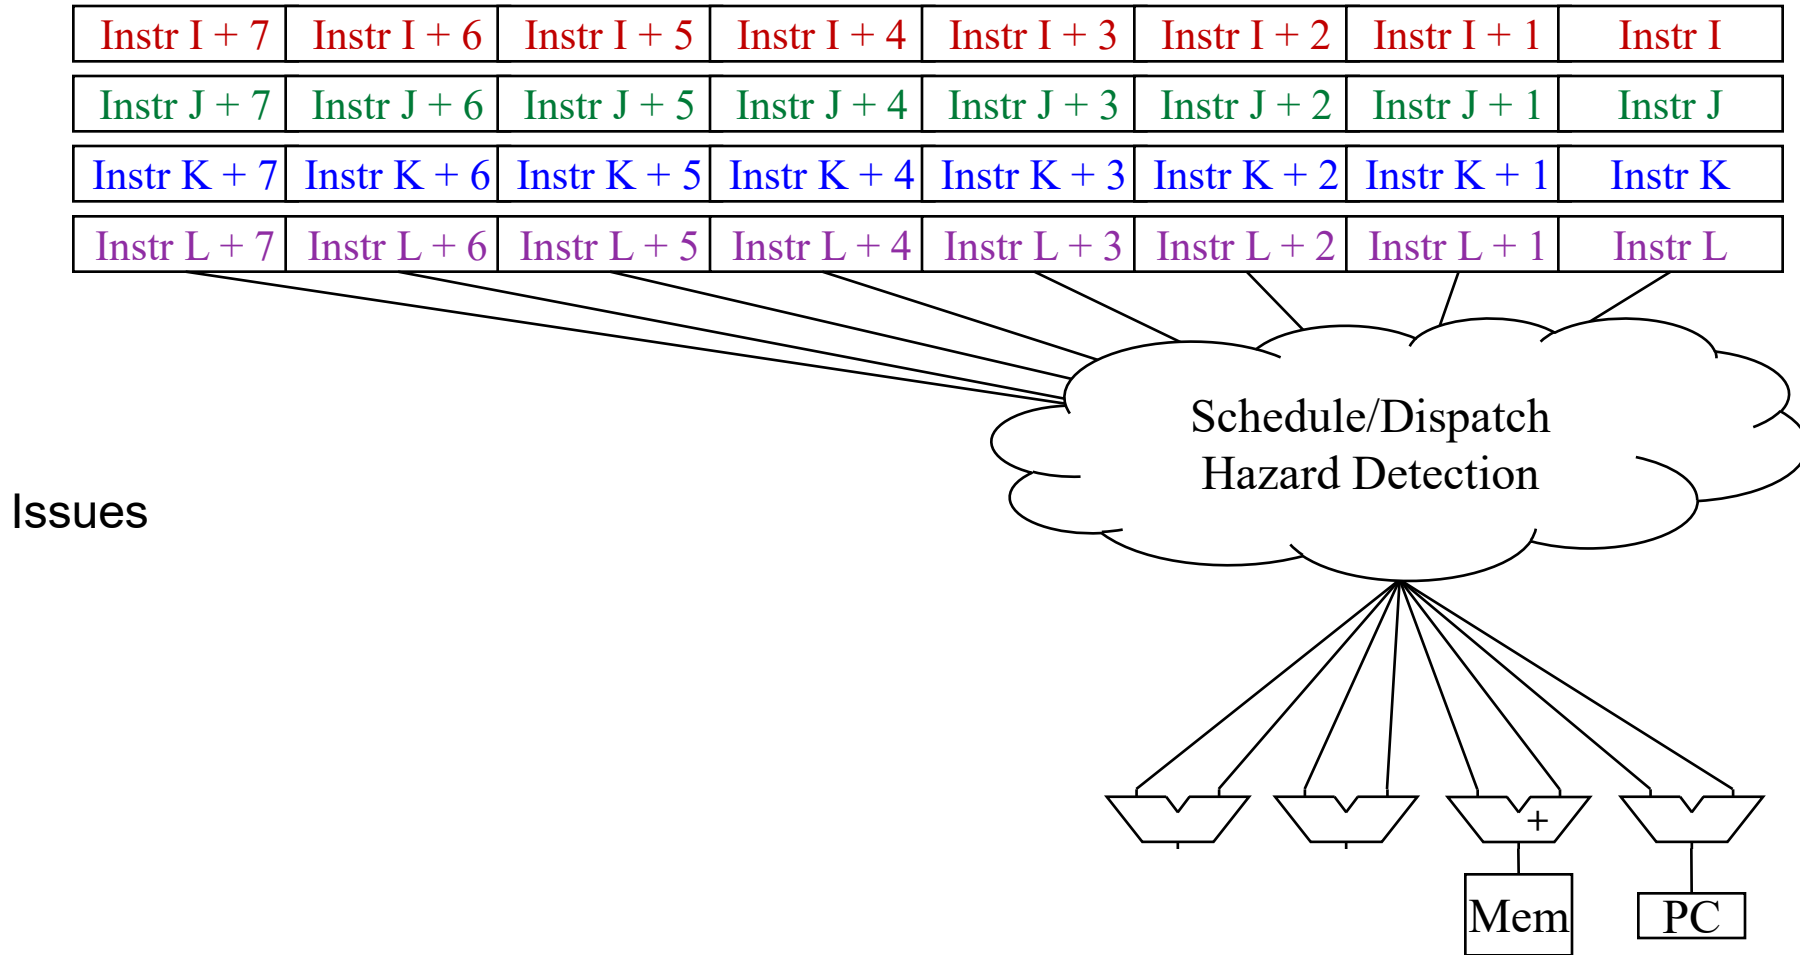 Instr I + 7 Instr I + 6 Instr I + 5 Instr I + 4 Instr I + 3 Instr I + 2 Instr I + 1 Instr I
Instr J + 7 Instr J + 6 Instr J + 5 Instr J + 4 Instr J + 3 Instr J + 2 Instr J + 1 Instr J
Instr K + 7 Instr K + 6 Instr K + 5 Instr K + 4 Instr K + 3 Instr K + 2 Instr K + 1 Instr K
Instr L + 7 Instr L + 6 Instr L + 5 Instr L + 4 Instr L + 3 Instr L + 2 Instr L + 1 Instr L
Schedule/Dispatch
Hazard Detection
Issues
+
Mem
PC